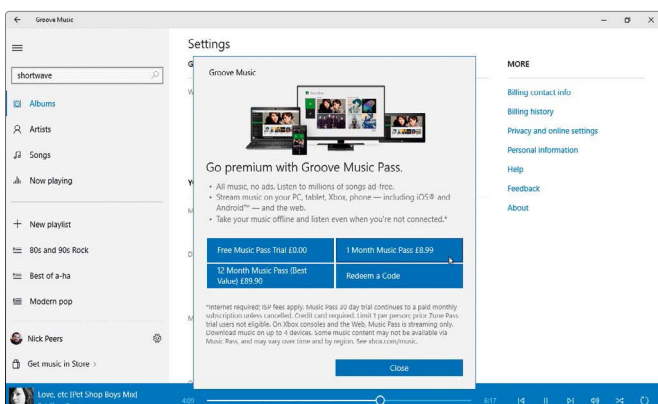 Groove Music
Settings
shortwave
Albums
Artists
Songs
Now playing
New playlist
80s and 90s Rock
Best of a-ha
Modern pop
Nick Peers
Get music in Store >
Groove Music
Go premium with Groove Music Pass.
• All music, no ads. Listen to millions of songs ad-free.
• Stream music on your PC, tablet, Xbox, phone — including iOS® and
Android™ — and the web.
• Take your music offline and listen even when you're not connected.*
Free Music Pass Trial £0.00
1 Month Music Pass £8.99
12 Month Music Pass (Best
Value) £89.90
Redeem a Code
*Internet required; ISP fees apply. Music Pass 30 day trial continues to a paid monthly
subscription unless cancelled. Credit card required. Limit 1 per person; prior Zune Pass
trial users not eligible. On Xbox consoles and the Web, Music Pass is streaming only.
Download music on up to 4 devices. Some music content may not be available via
Music Pass, and may vary over time and by region. See xbox.com/music.
Close
MORE
Billing contact info
Billing history
Privacy and online settings
Personal information
Help
Feedback
About
Love, etc [Pet Shop Boys Mix]
4:09
6:17